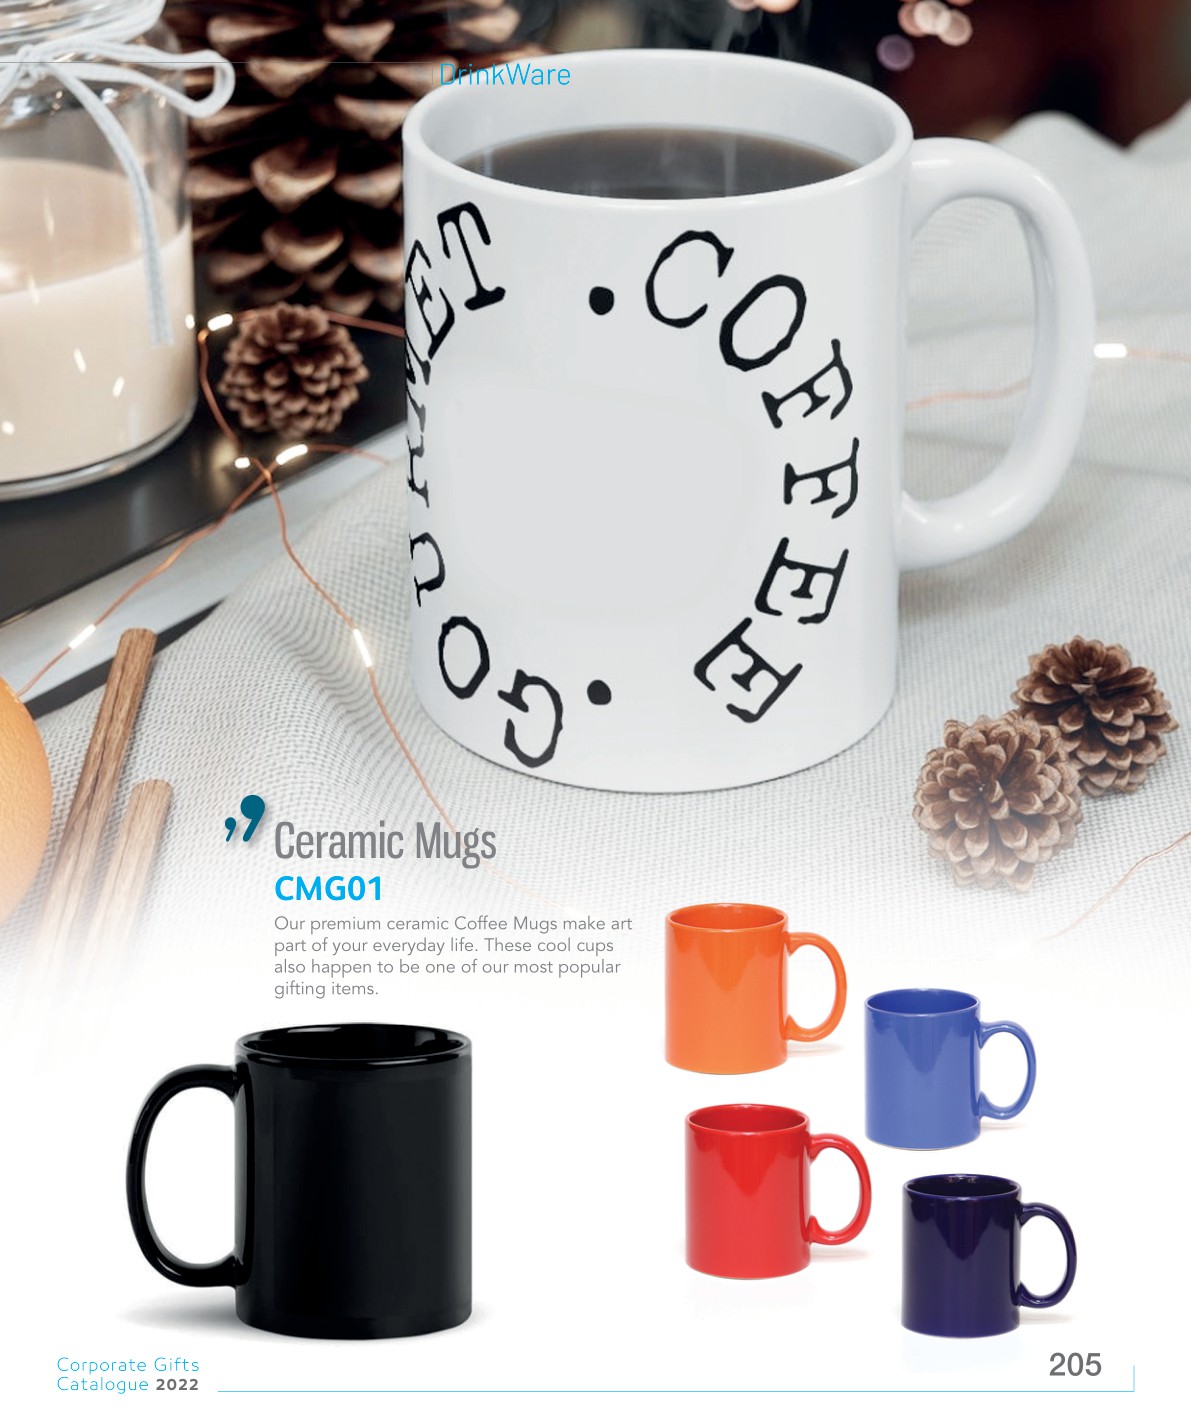 DrinkWare
GOURMET
.COFFEE.
Ceramic Mugs
CMG01
Our premium ceramic Coffee Mugs make art
part of your everyday life. These cool cups
also happen to be one of our most popular
gifting items.
Corporate Gifts
Catalogue 2022
205